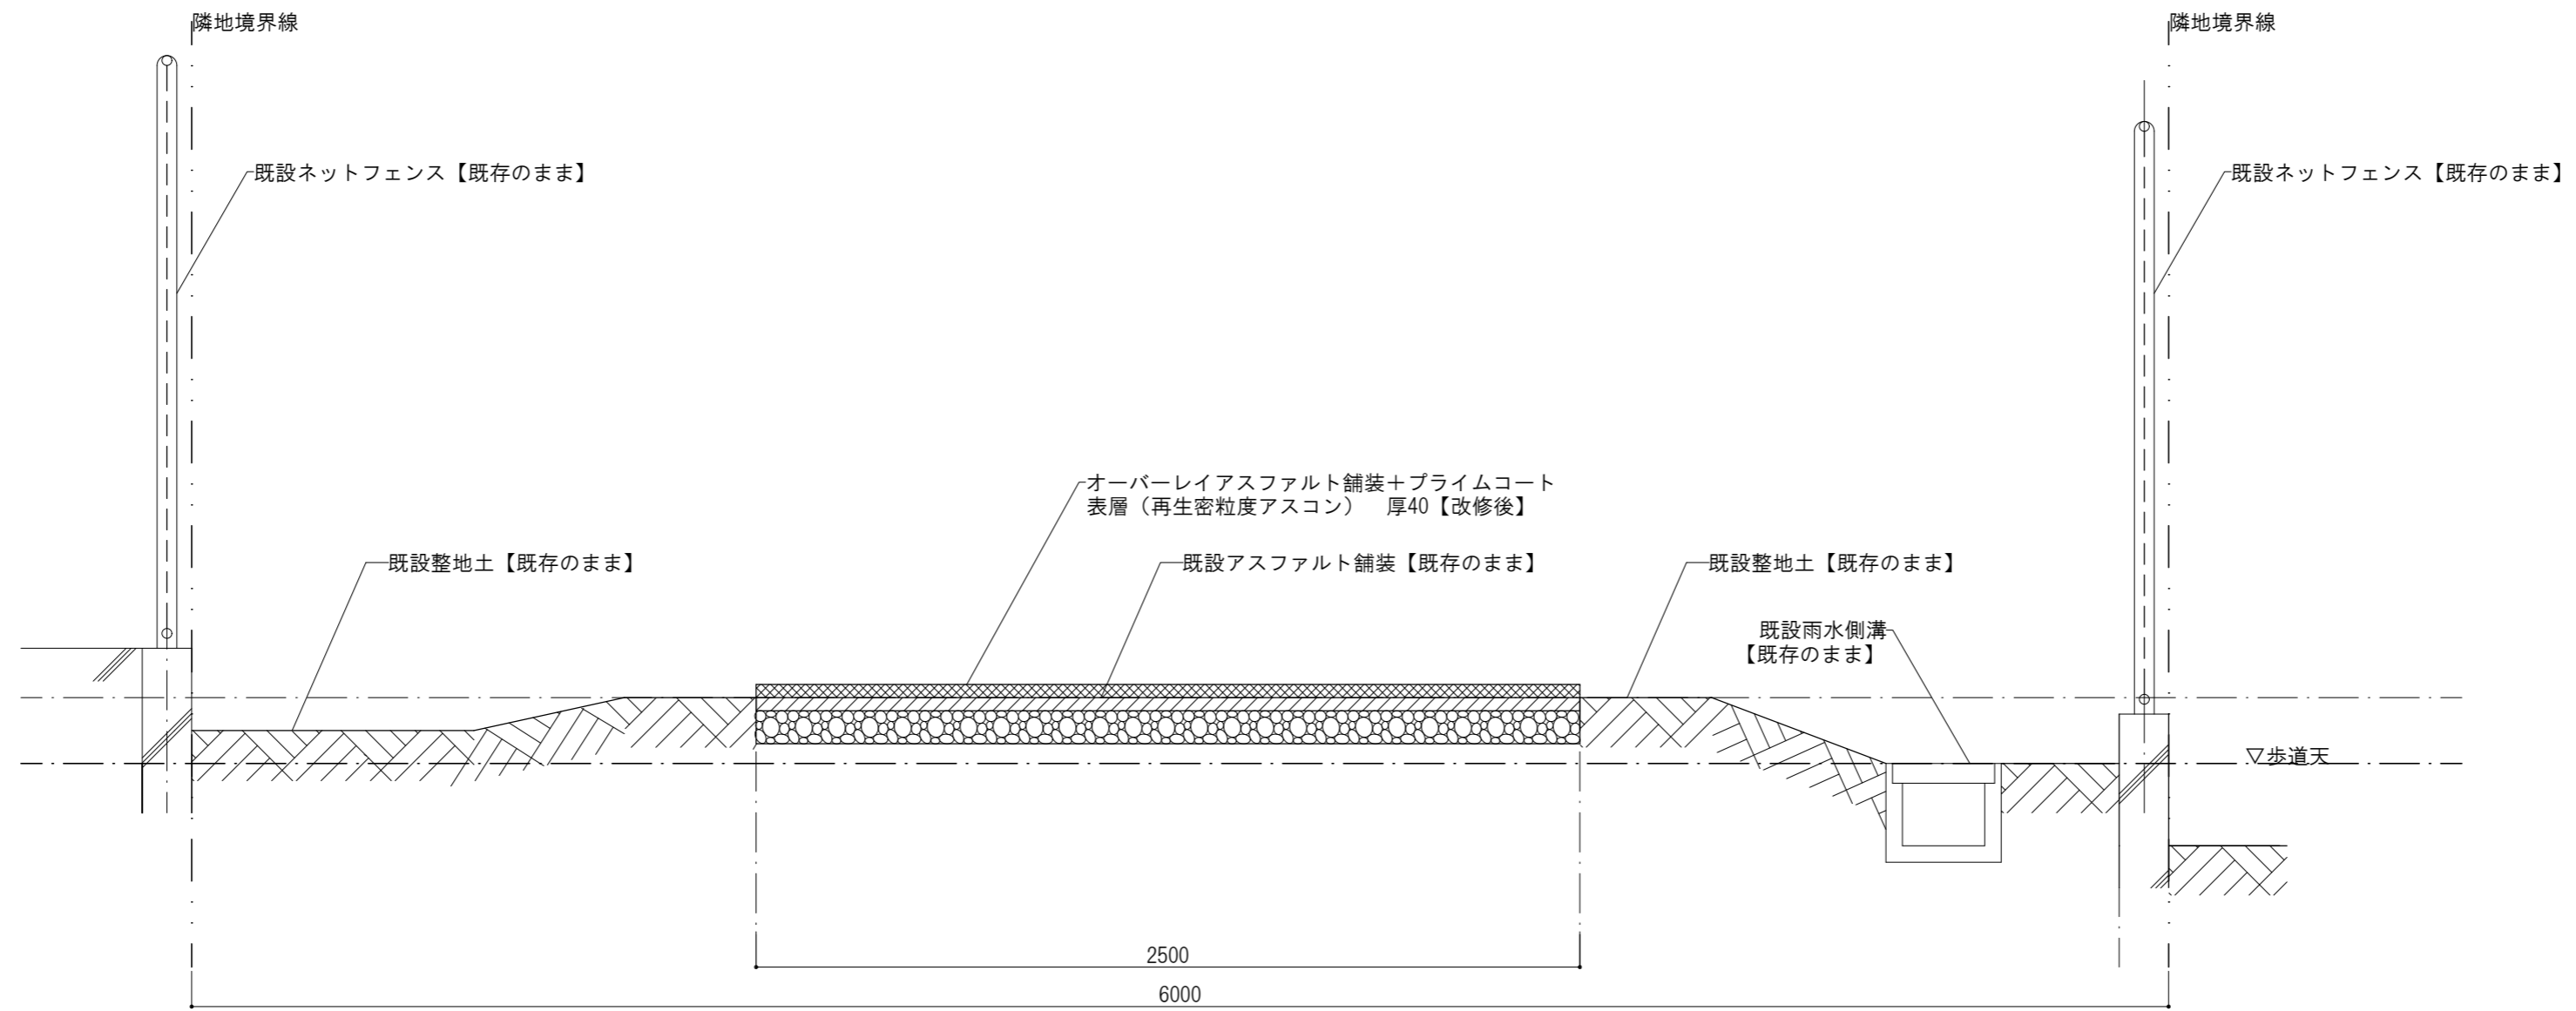 隣地境界線
隣地境界線
既設ネットフェンス【既存のまま】
既設ネットフェンス【既存のまま】
オーバーレイアスファルト舗装＋プライムコート
表層（再生密粒度アスコン）　厚40【改修後】
既設整地土【既存のまま】
既設アスファルト舗装【既存のまま】
既設整地土【既存のまま】
既設雨水側溝
【既存のまま】
▽歩道天
2500
6000